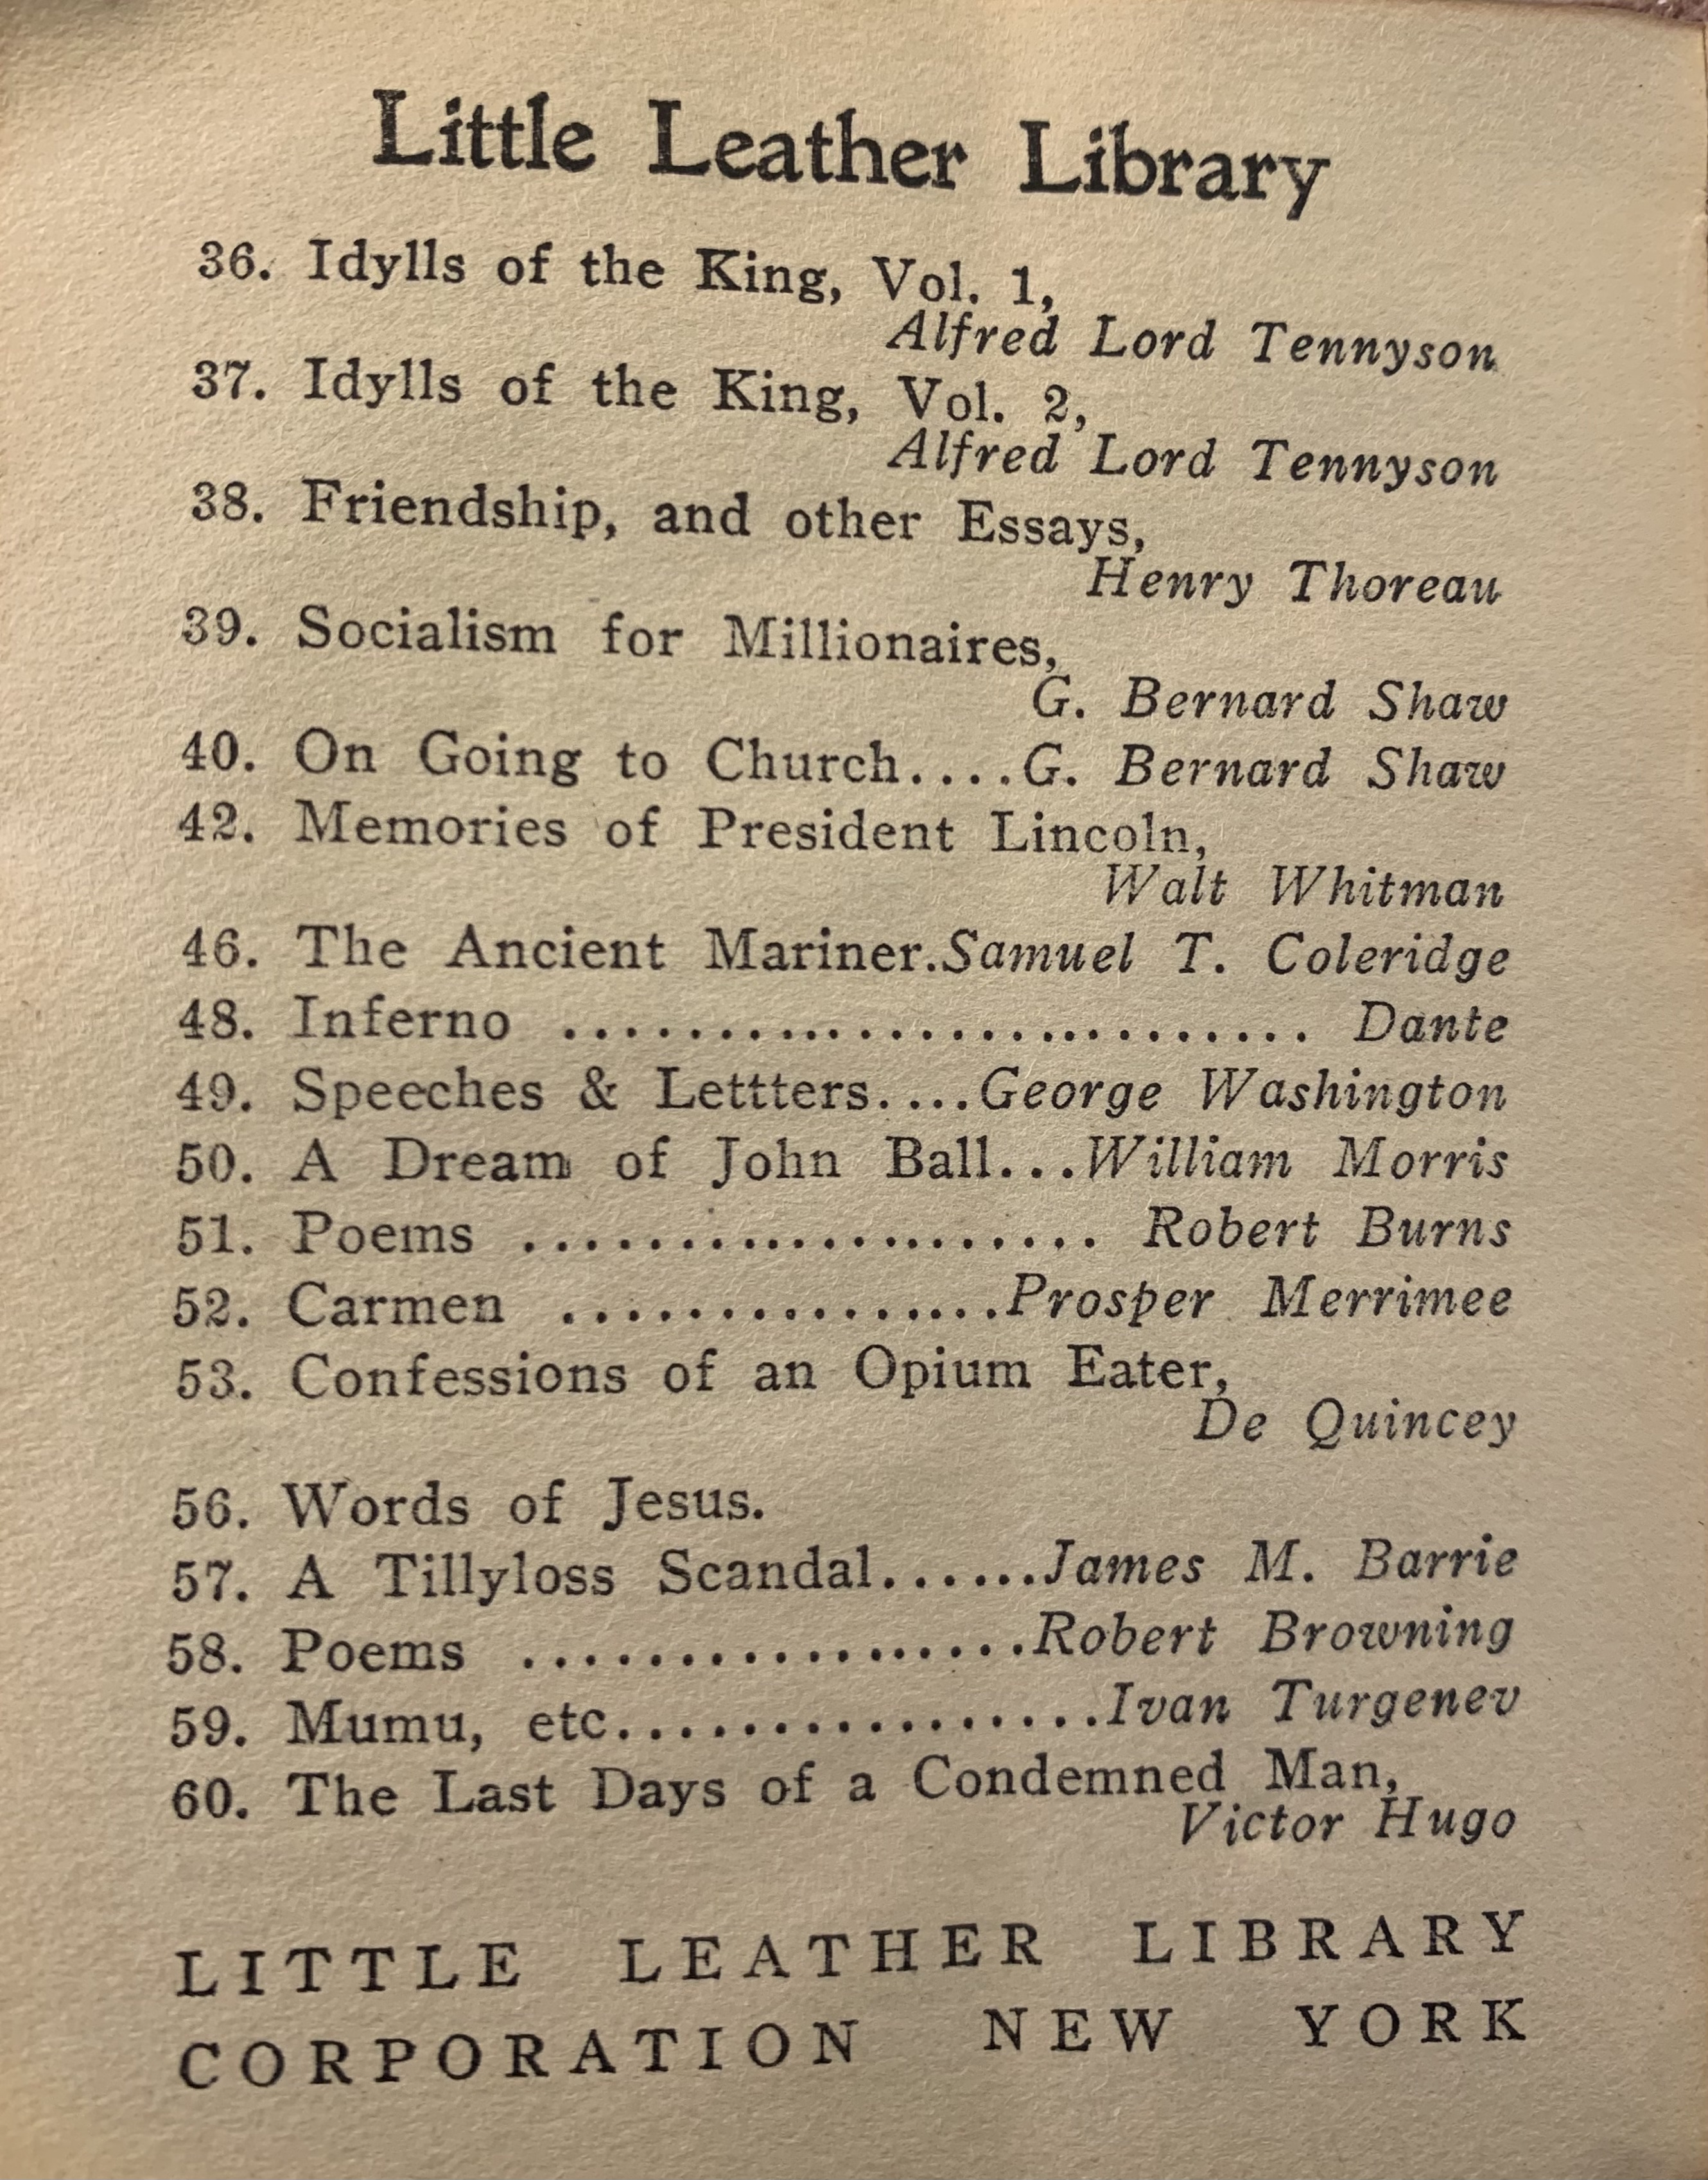 Little Leather Library
36. Idylls of the King, Vol. 1,
Alfred Lord Tennyson
37. Idylls of the King, Vol. 2,
Alfred Lord Tennyson
38. Friendship, and other Essays,
Henry Thoreau
39. Socialism for Millionaires,
G. Bernard Shaw
40. On Going to Church....G. Bernard Shaw
42. Memories of President Lincoln,
Walt Whitman
46. The Ancient Mariner.Samuel T. Coleridge
48. Inferno ............................. Dante
49. Speeches & Lettters....George Washington
50. A Dream of John Ball...William Morris
51. Poems ....................... Robert Burns
52. Carmen .................Prosper Merrimee
53. Confessions of an Opium Eater,
De Quincey
56. Words of Jesus.
57. A Tillyloss Scandal......James M. Barrie
58. Poems ....................Robert Browning
59. Mumu, etc...................Ivan Turgenev
60. The Last Days of a Condemned Man,
Victor Hugo
LITTLE LEATHER LIBRARY
CORPORATION NEW YORK